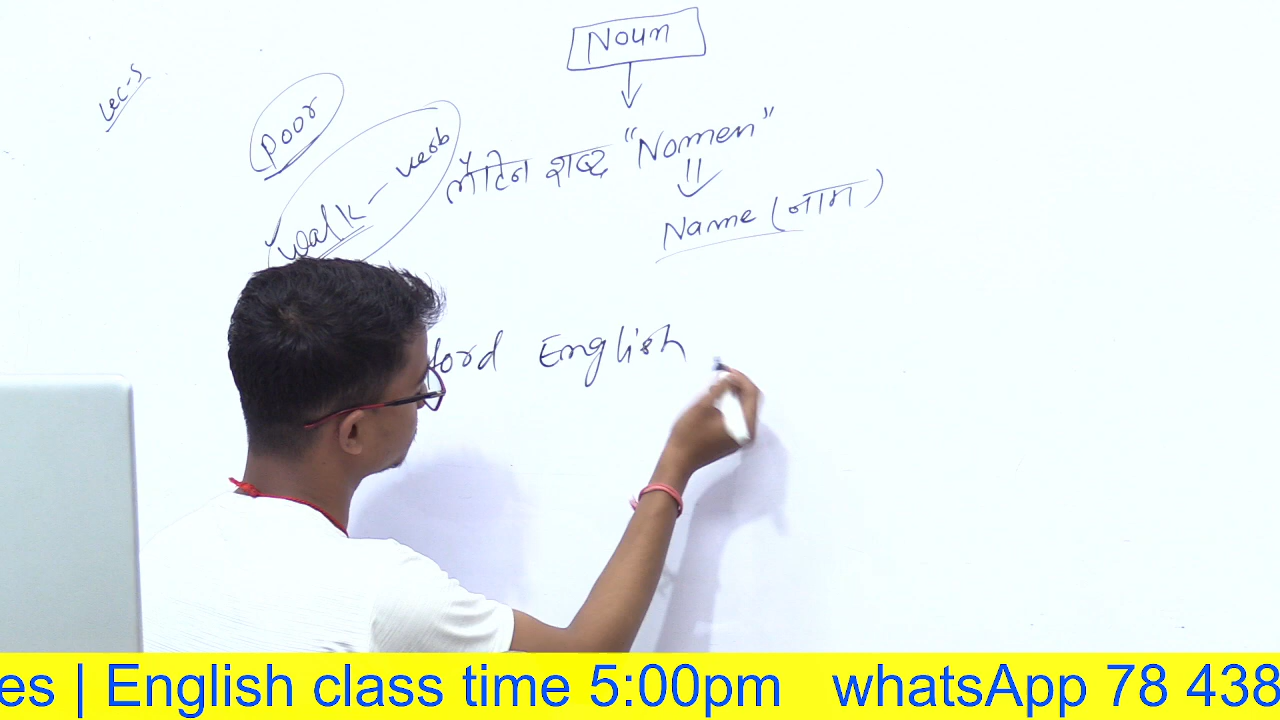 Noun
Lec-5
Poor
walk - verb
लैटिन शब्द "Nomen"
Name (नाम)
ford English
es | English class time 5:00pm whatsApp 78 438